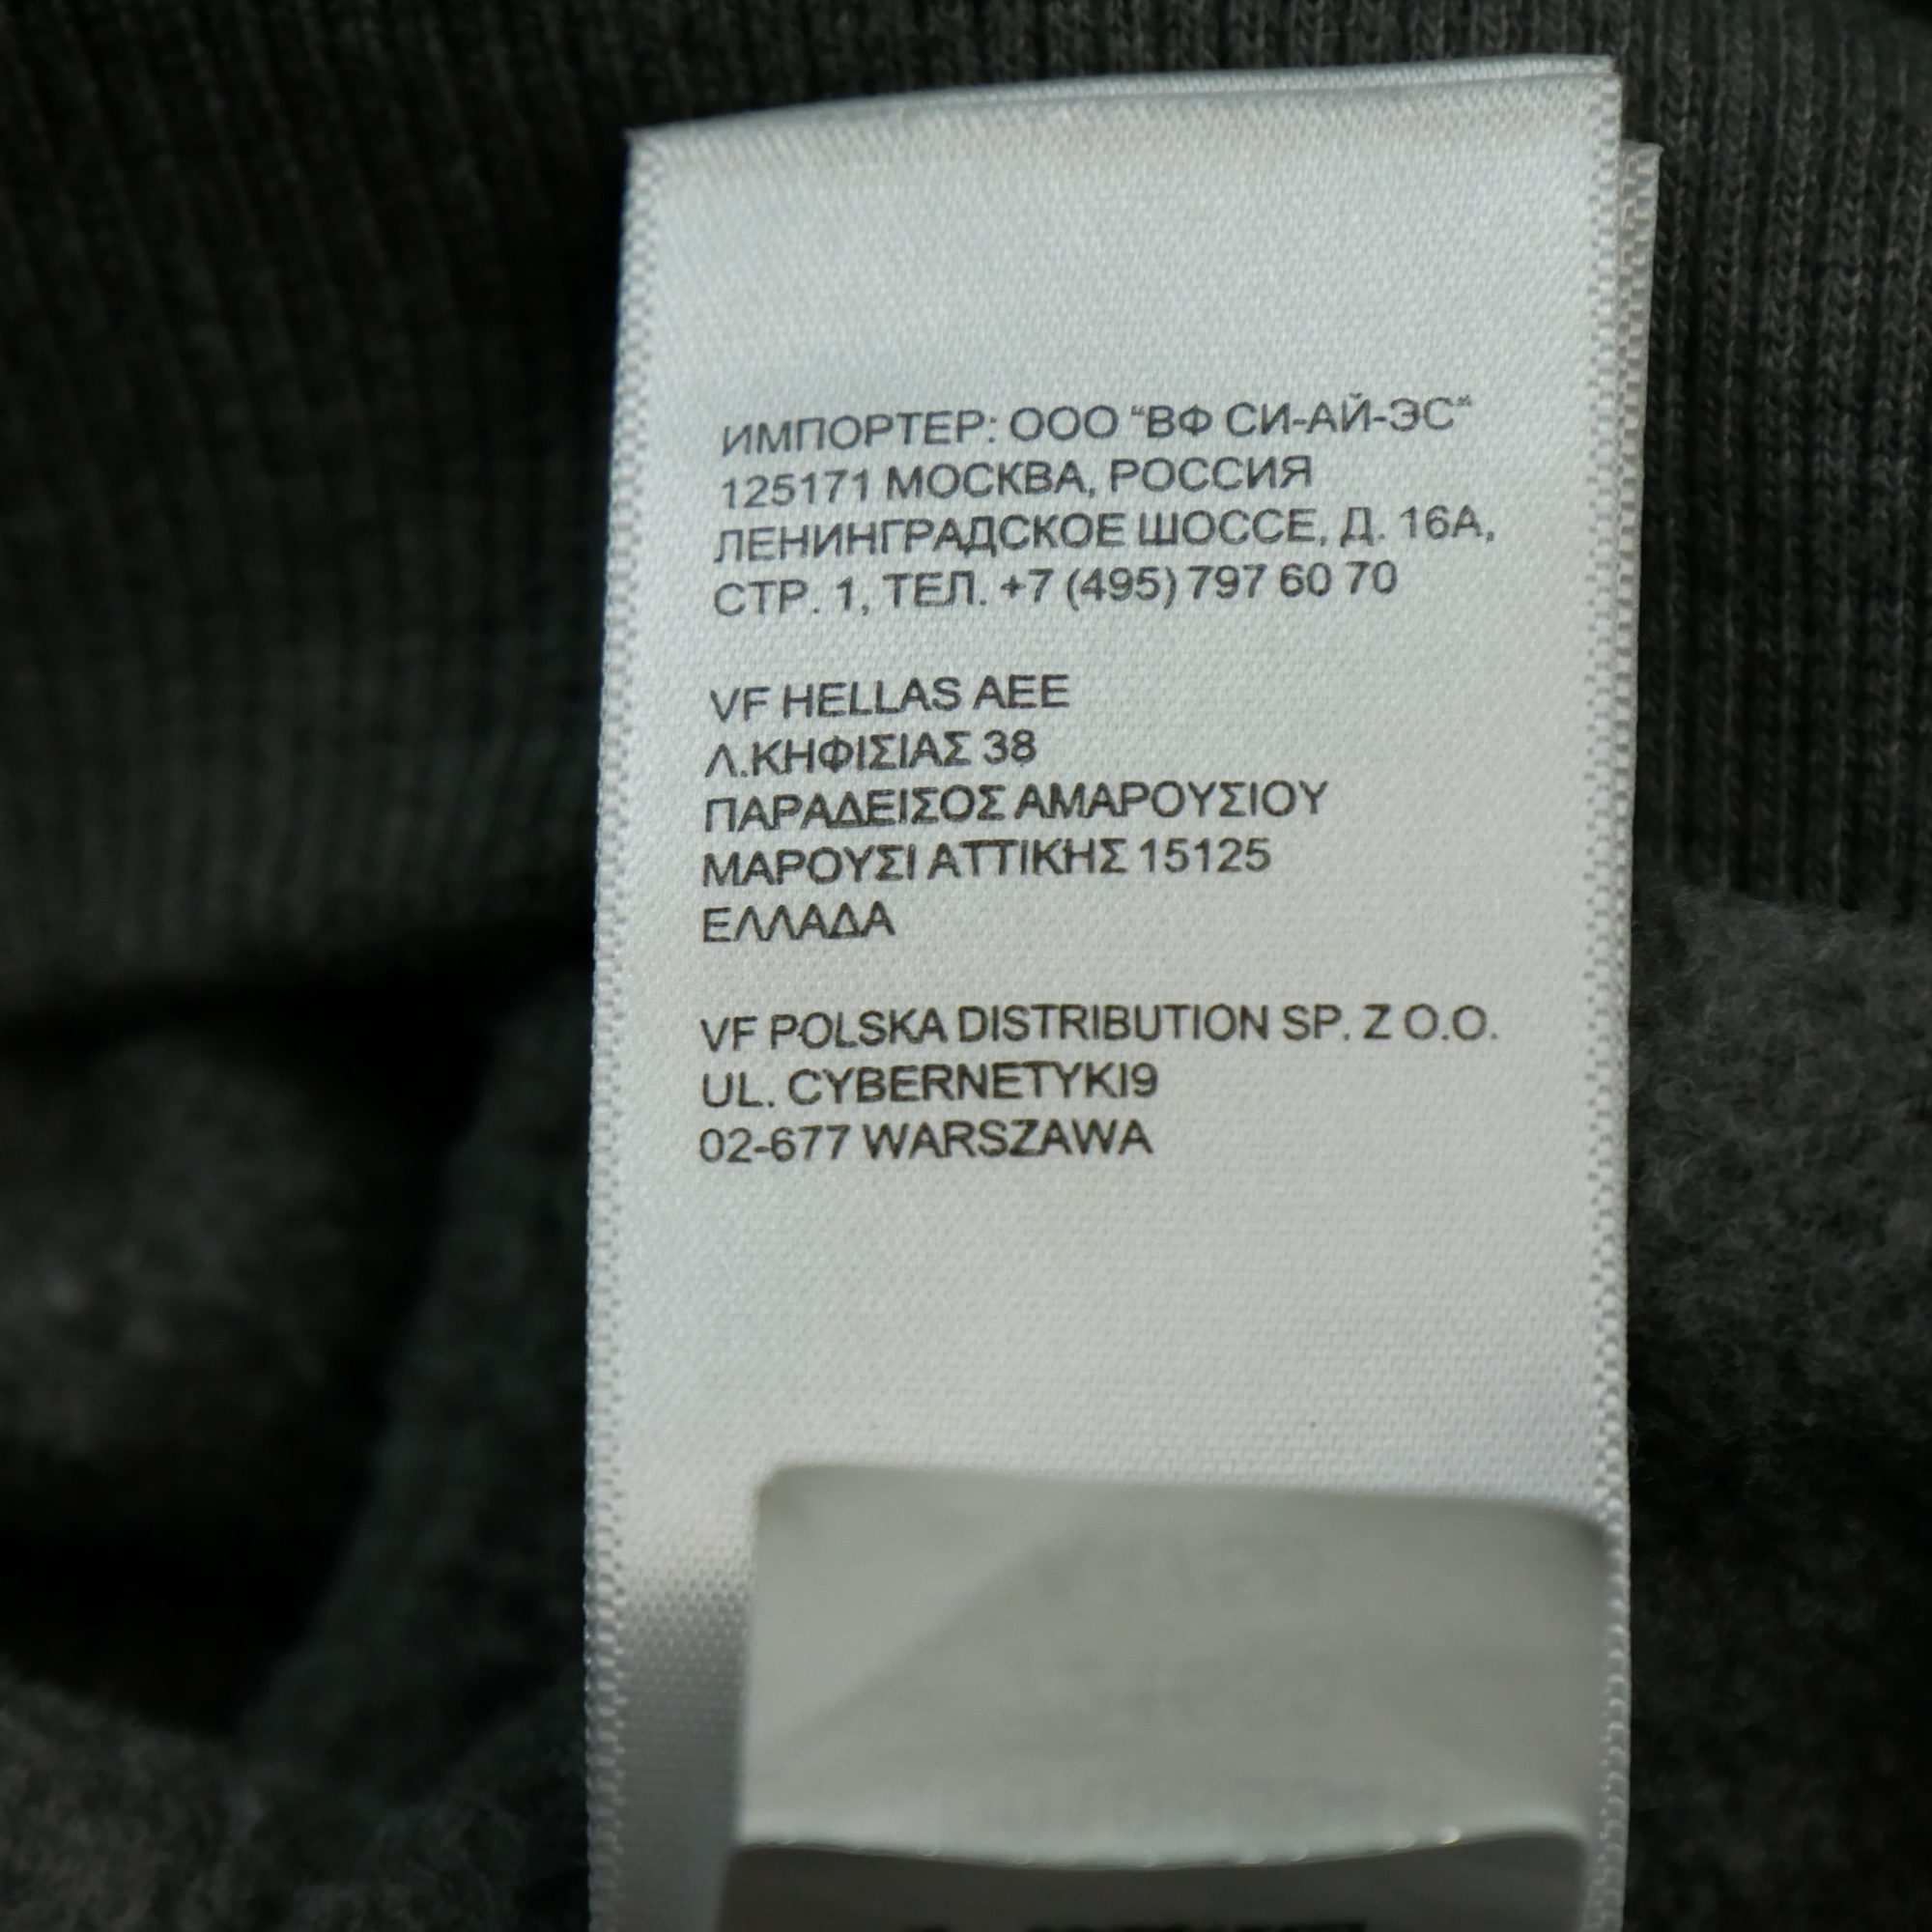 ИМПОРТЕР: ООО "ВФ СИ-АЙ-ЭС"
125171 МОСКВА, РОССИЯ
ЛЕНИНГРАДСКОЕ ШОССЕ, Д. 16А,
СТР. 1, ТЕЛ. +7 (495) 797 60 70
VF HELLAS AEE
Λ.ΚΗΦΙΣΙΑΣ 38
ΠΑΡΑΔΕΙΣΟΣ ΑΜΑΡΟΥΣΙΟΥ
ΜΑΡΟΥΣΙ ΑΤΤΙΚΗΣ 15125
ΕΛΛΑΔΑ
VF POLSKA DISTRIBUTION SP. Z O.O.
UL. CYBERNETYKI9
02-677 WARSZAWA